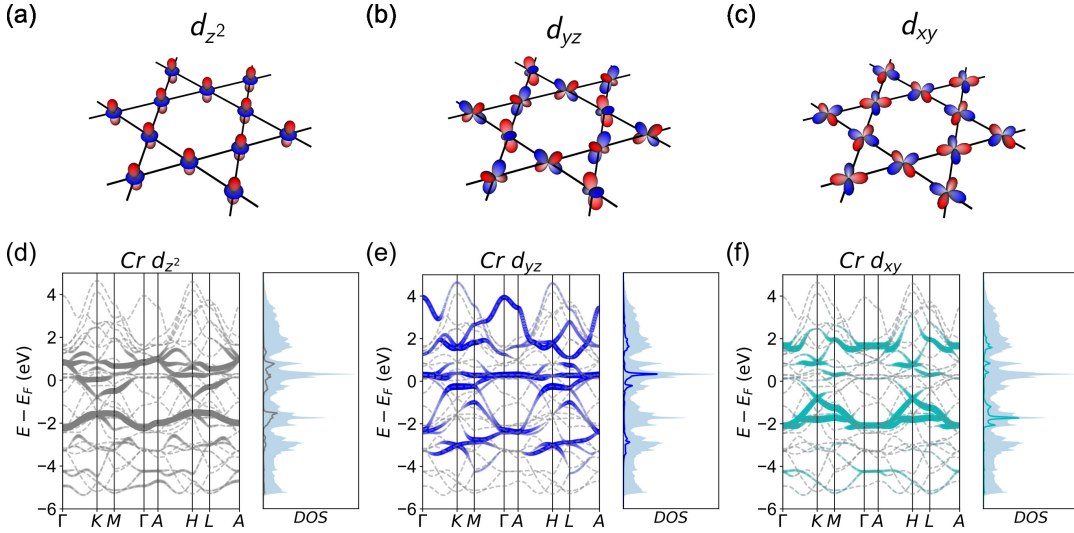 (a)
d_{z^2}
(b)
d_{yz}
(c)
d_{xy}
(d)
Cr d_{z^2}
E − E_F (eV)
4
2
0
−2
−4
−6
Γ K M Γ A H L A
DOS
(e)
Cr d_{yz}
E − E_F (eV)
4
2
0
−2
−4
−6
Γ K M Γ A H L A
DOS
(f)
Cr d_{xy}
E − E_F (eV)
4
2
0
−2
−4
−6
Γ K M Γ A H L A
DOS